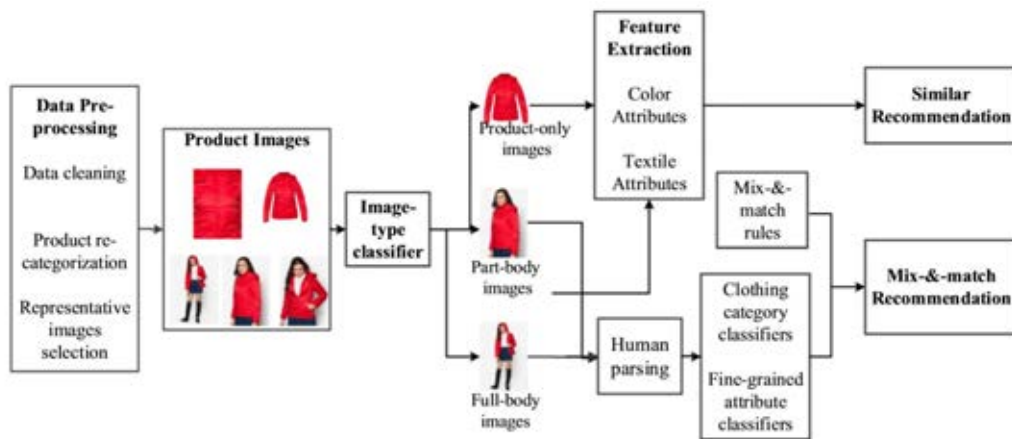 Data Pre-
processing
Data cleaning
Product re-
categorization
Representative
images
selection
Product Images
Image-
type
classifier
Product-only
images
Part-body
images
Full-body
images
Feature
Extraction
Color
Attributes
Textile
Attributes
Human
parsing
Mix-&-
match
rules
Clothing
category
classifiers
Fine-grained
attribute
classifiers
Similar
Recommendation
Mix-&-match
Recommendation